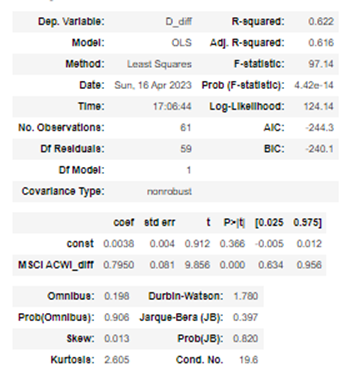 Dep. Variable: D_diff R-squared: 0.622
Model: OLS Adj. R-squared: 0.616
Method: Least Squares F-statistic: 97.14
Date: Sun, 16 Apr 2023 Prob (F-statistic): 4.42e-14
Time: 17:06:44 Log-Likelihood: 124.14
No. Observations: 61 AIC: -244.3
Df Residuals: 59 BIC: -240.1
Df Model: 1
Covariance Type: nonrobust
coef std err t P>|t| [0.025 0.975]
const 0.0038 0.004 0.912 0.366 -0.005 0.012
MSCI ACWI_diff 0.7950 0.081 9.856 0.000 0.634 0.956
Omnibus: 0.198 Durbin-Watson: 1.780
Prob(Omnibus): 0.906 Jarque-Bera (JB): 0.397
Skew: 0.013 Prob(JB): 0.820
Kurtosis: 2.605 Cond. No. 19.6